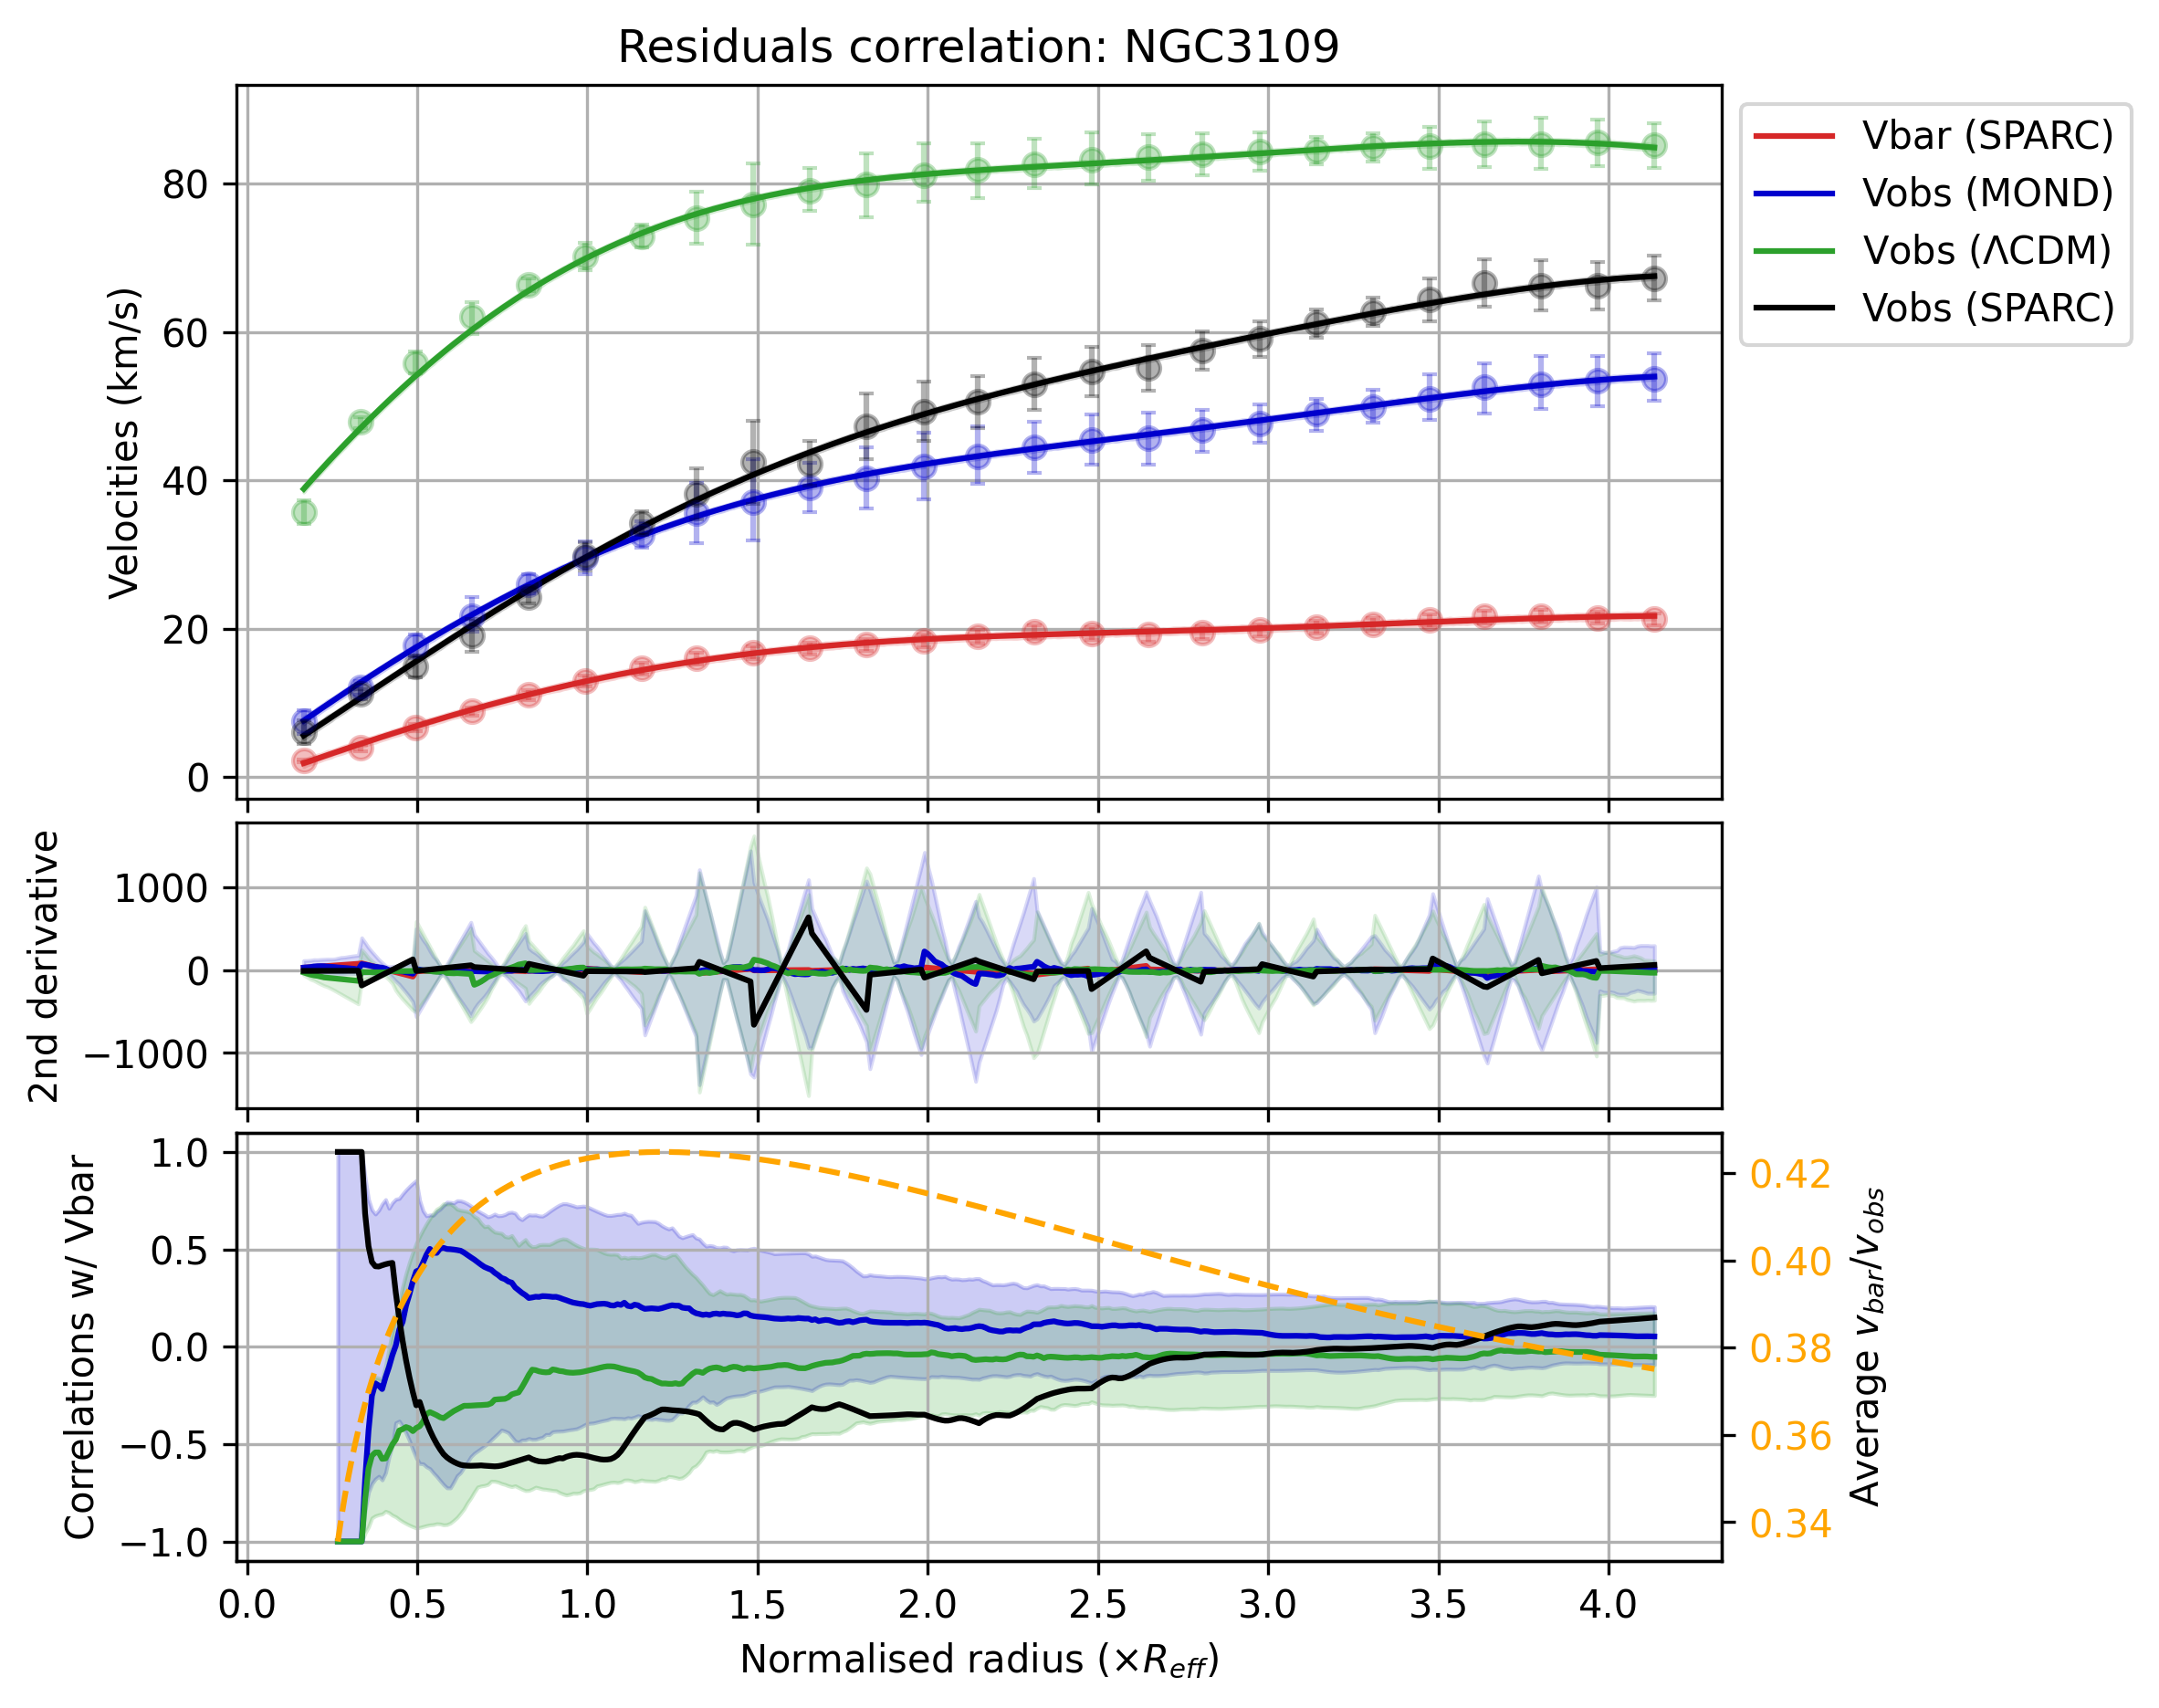 Residuals correlation: NGC3109
Velocities (km/s)
80
60
40
20
0
Vbar (SPARC)
Vobs (MOND)
Vobs (ΛCDM)
Vobs (SPARC)
2nd derivative
1000
0
−1000
Correlations w/ Vbar
1.0
0.5
0.0
−0.5
−1.0
0.42
0.40
0.38
0.36
0.34
Average v_bar/v_obs
0.0 0.5 1.0 1.5 2.0 2.5 3.0 3.5 4.0
Normalised radius (×R_eff)